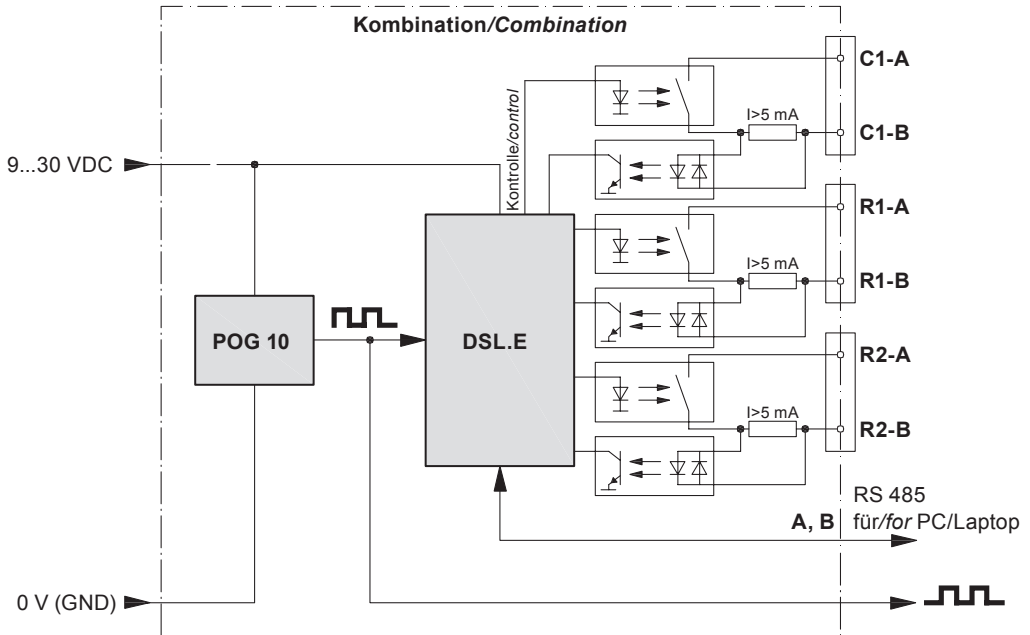 Kombination/Combination
9...30 VDC
Kontrolle/control
I>5 mA
C1-A
C1-B
I>5 mA
R1-A
R1-B
POG 10
DSL.E
I>5 mA
R2-A
R2-B
A, B
RS 485
für/for PC/Laptop
0 V (GND)